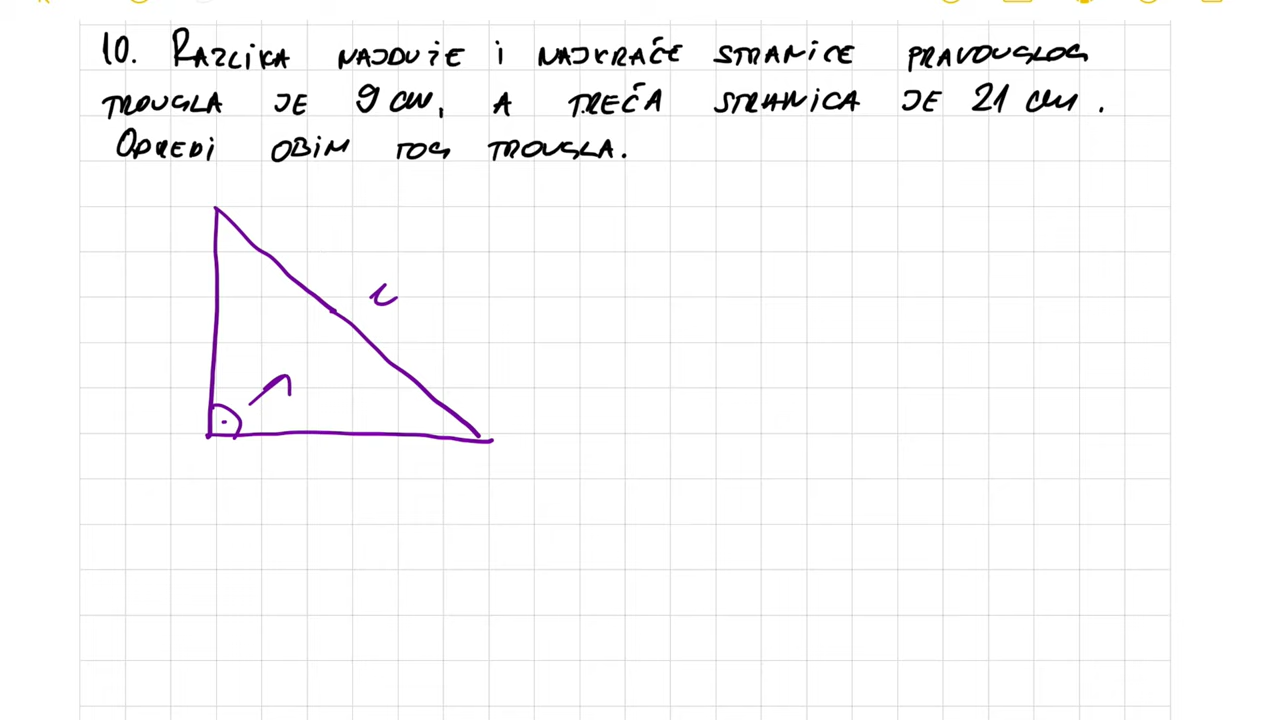 10. RAZLIKA NAJDUŽE I NAJKRAĆE STRANICE PRAVOUGLOG
TROUGLA JE 9 cm, A TREĆA STRANICA JE 21 cm.
ODREDI OBIM TOG TROUGLA.
c